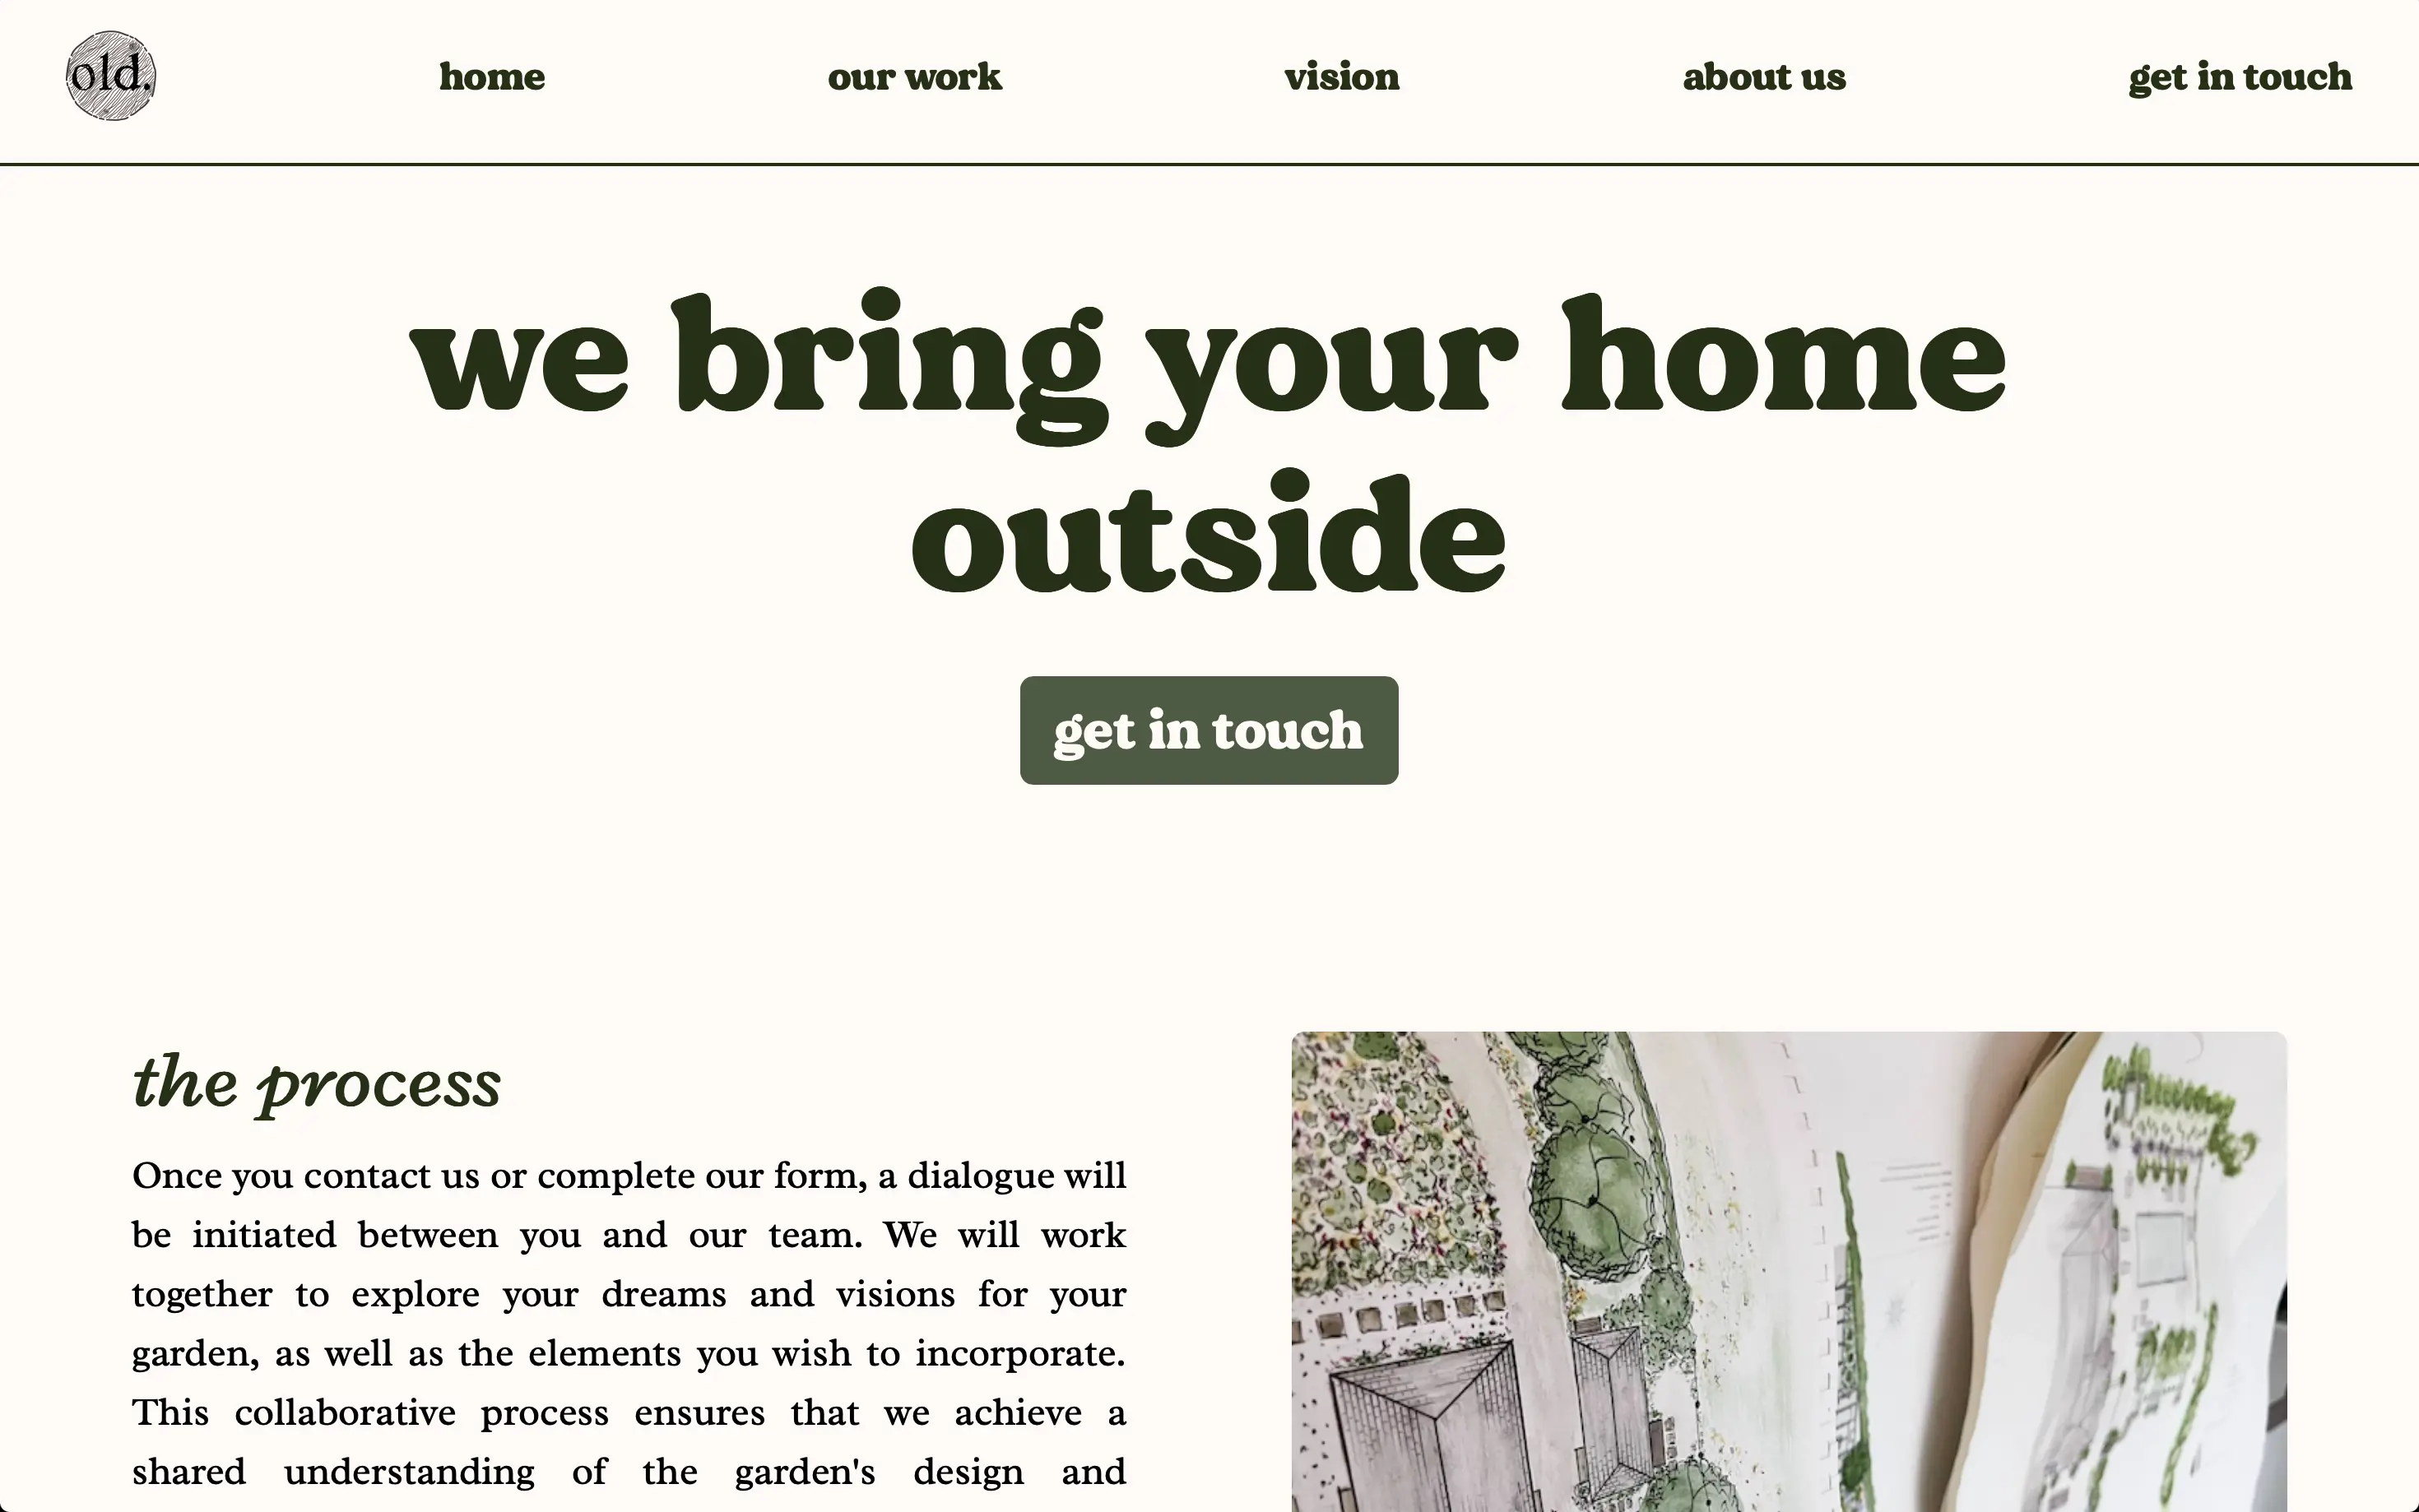 old.
home
our work
vision
about us
get in touch
we bring your home
outside
get in touch
the process
Once you contact us or complete our form, a dialogue will
be initiated between you and our team. We will work
together to explore your dreams and visions for your
garden, as well as the elements you wish to incorporate.
This collaborative process ensures that we achieve a
shared understanding of the garden's design and